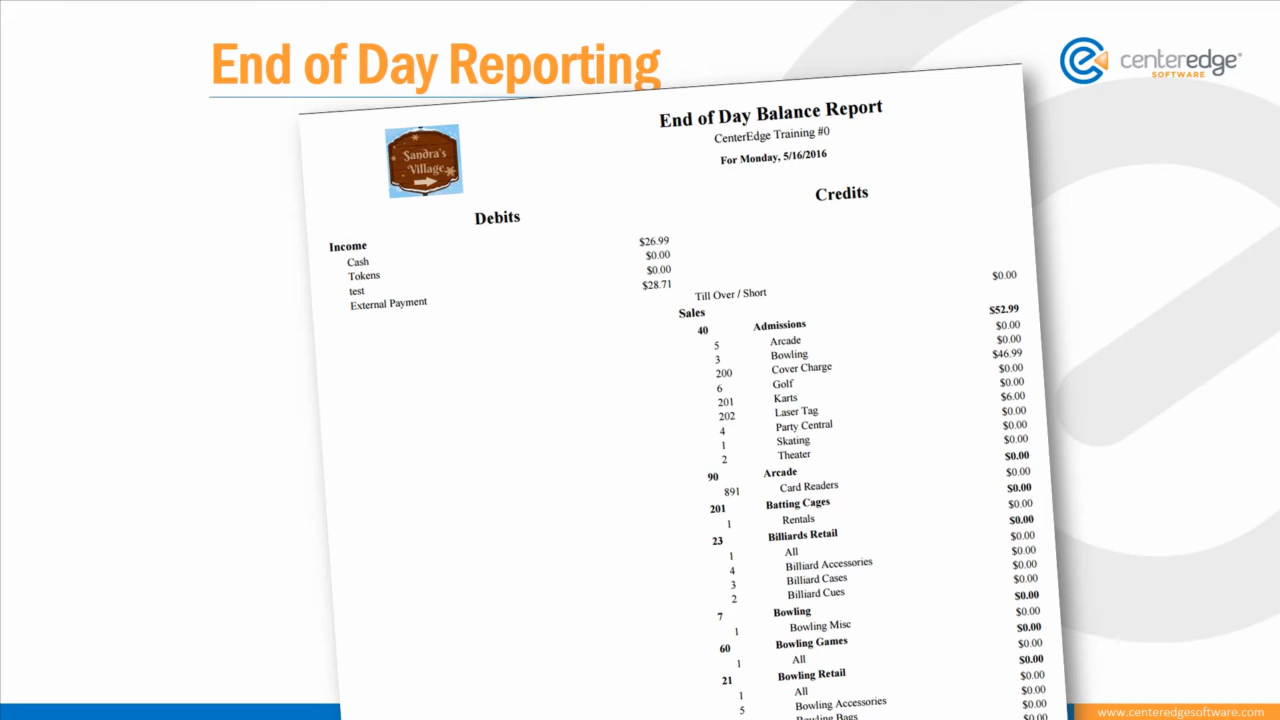 End of Day Reporting
centeredge®
SOFTWARE
Sandra's
Village
End of Day Balance Report
CenterEdge Training #0
For Monday, 5/16/2016
Debits
Credits
Income
Cash $26.99
Tokens $0.00
test $0.00
External Payment $28.71
Till Over / Short $0.00
Sales
40 Admissions $52.99
5 Arcade $0.00
3 Bowling $0.00
200 Cover Charge $46.99
6 Golf $0.00
201 Karts $0.00
202 Laser Tag $6.00
4 Party Central $0.00
1 Skating $0.00
2 Theater $0.00
90 Arcade $0.00
891 Card Readers $0.00
201 Batting Cages $0.00
1 Rentals $0.00
23 Billiards Retail $0.00
1 All $0.00
4 Billiard Accessories $0.00
3 Billiard Cases $0.00
2 Billiard Cues $0.00
7 Bowling $0.00
1 Bowling Misc $0.00
60 Bowling Games $0.00
1 All $0.00
21 Bowling Retail $0.00
1 All $0.00
5 Bowling Accessories $0.00
Bowling Bags $0.00
www.centeredgesoftware.com